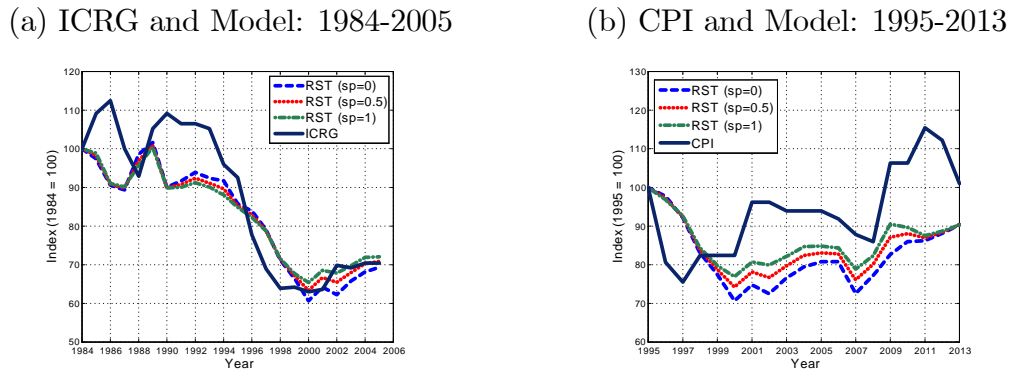 (a) ICRG and Model: 1984-2005
120
110
100
90
80
70
60
50
Index (1984 = 100)
RST (sp=0)
RST (sp=0.5)
RST (sp=1)
ICRG
1984 1986 1988 1990 1992 1994 1996 1998 2000 2002 2004 2006
Year
(b) CPI and Model: 1995-2013
130
120
110
100
90
80
70
60
Index (1995 = 100)
RST (sp=0)
RST (sp=0.5)
RST (sp=1)
CPI
1995 1997 1999 2001 2003 2005 2007 2009 2011 2013
Year